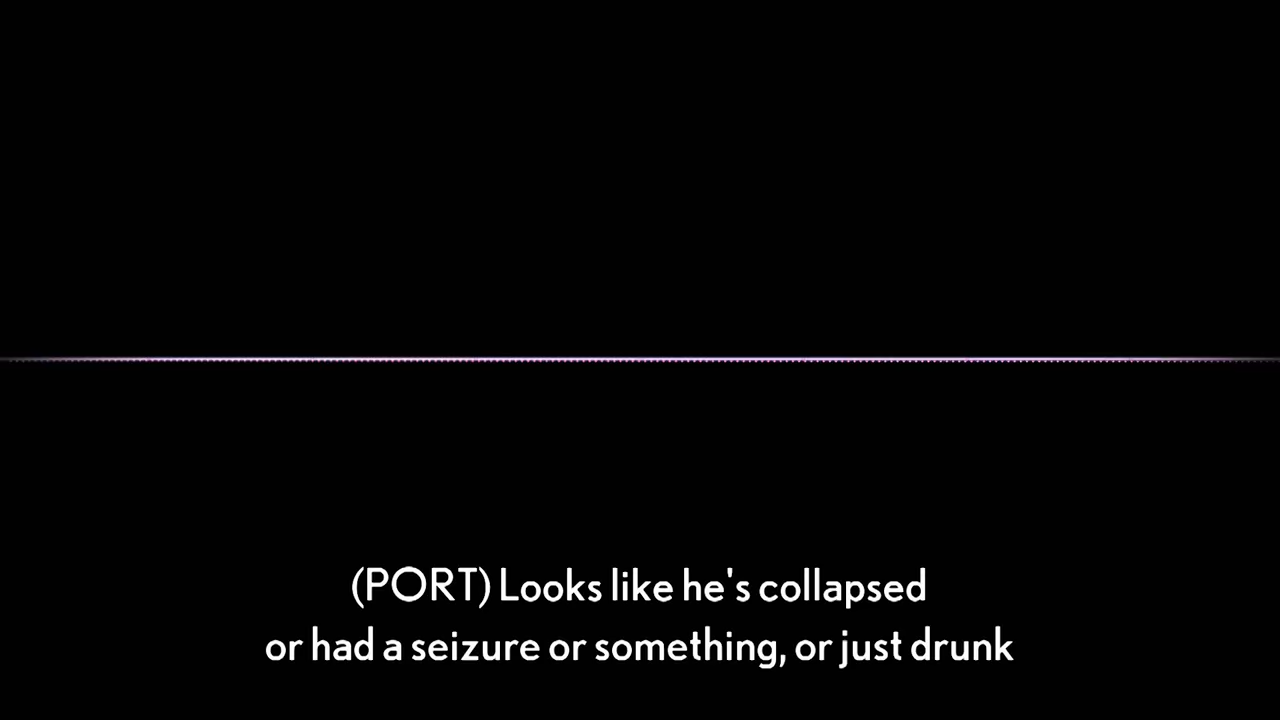 (PORT) Looks like he's collapsed
or had a seizure or something, or just drunk